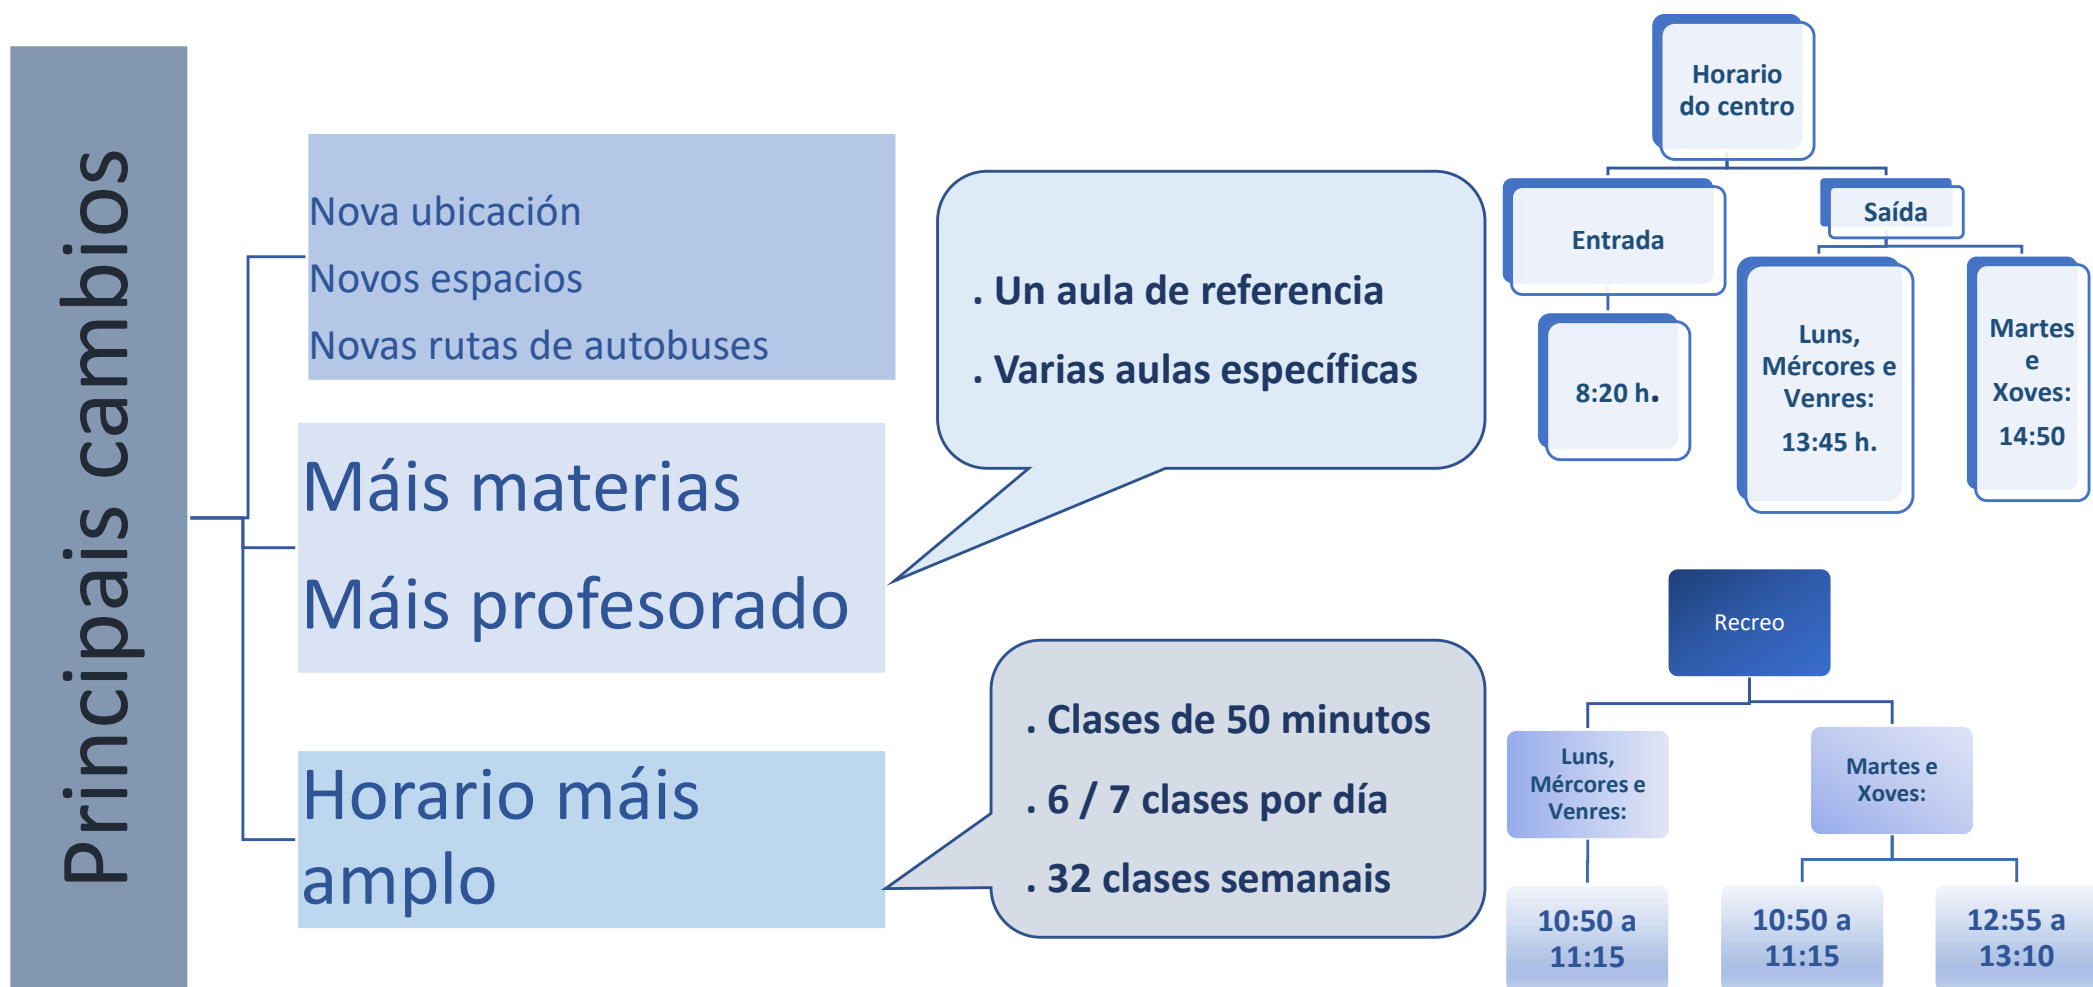 Principais cambios
Nova ubicación
Novos espacios
Novas rutas de autobuses
Máis materias
Máis profesorado
Horario máis
amplo
. Un aula de referencia
. Varias aulas específicas
. Clases de 50 minutos
. 6 / 7 clases por día
. 32 clases semanais
Horario
do centro
Entrada
8:20 h.
Saída
Luns,
Mércores e
Venres:
13:45 h.
Martes
e
Xoves:
14:50
Recreo
Luns,
Mércores e
Venres:
10:50 a
11:15
Martes e
Xoves:
10:50 a
11:15
12:55 a
13:10